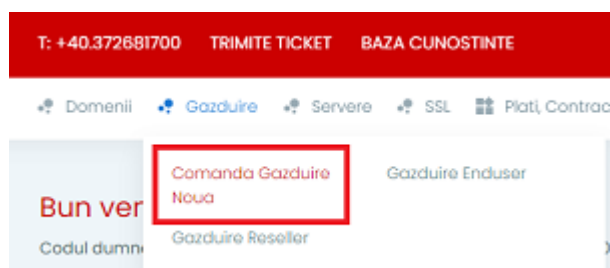 T: +40.372681700 TRIMITE TICKET BAZA CUNOSTINTE
Domenii Gazduire Servere SSL Plati, Contrac
Comanda Gazduire Gazduire Enduser
Noua
Bun ver
Gazduire Reseller
Codul dumn